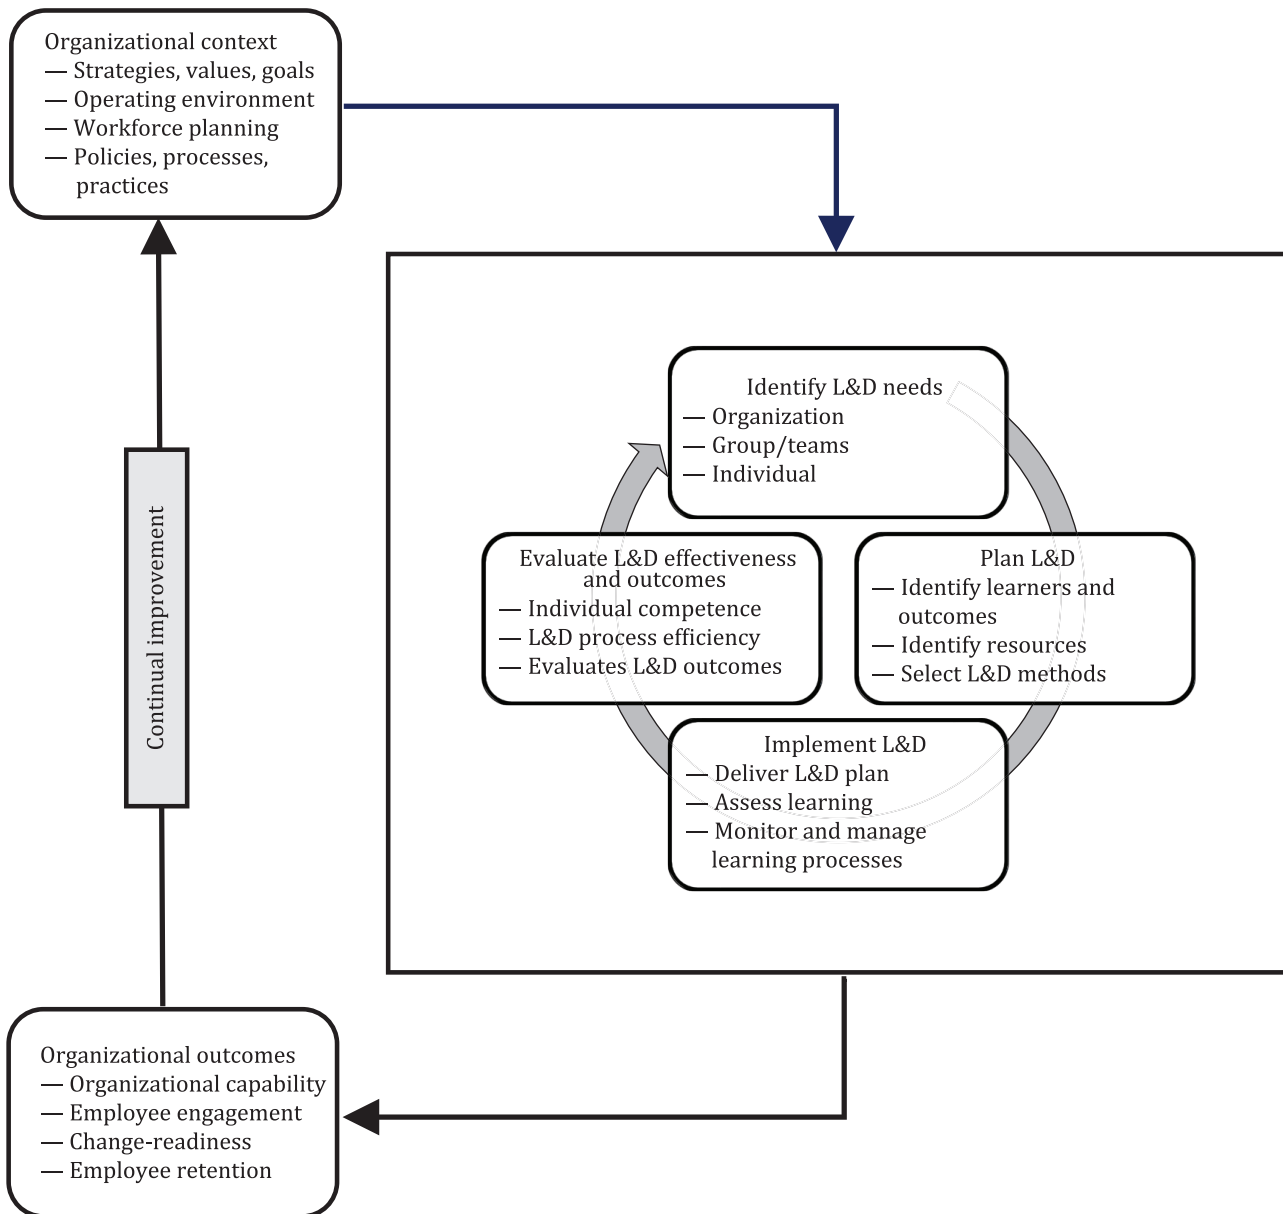 Organizational context
— Strategies, values, goals
— Operating environment
— Workforce planning
— Policies, processes,
practices
Identify L&D needs
— Organization
— Group/teams
— Individual
Evaluate L&D effectiveness
and outcomes
— Individual competence
— L&D process efficiency
— Evaluates L&D outcomes
Plan L&D
— Identify learners and
outcomes
— Identify resources
— Select L&D methods
Implement L&D
— Deliver L&D plan
— Assess learning
— Monitor and manage
learning processes
Continual improvement
Organizational outcomes
— Organizational capability
— Employee engagement
— Change-readiness
— Employee retention